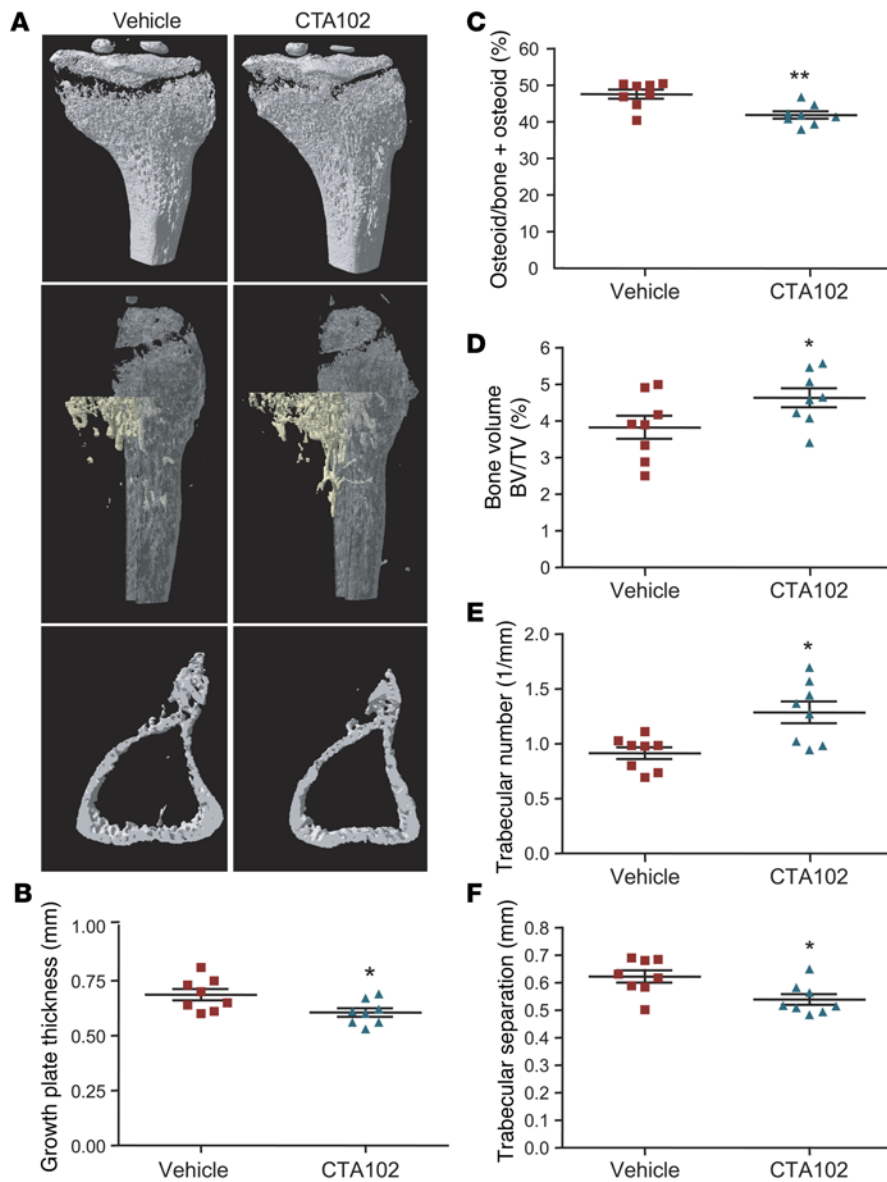 A
Vehicle
CTA102
B
Growth plate thickness (mm)
1.00
0.75
0.50
0.25
0.00
*
Vehicle
CTA102
C
Osteoid/bone + osteoid (%)
60
50
40
30
20
10
0
**
Vehicle
CTA102
D
Bone volume
BV/TV (%)
6
5
4
3
2
1
0
*
Vehicle
CTA102
E
Trabecular number (1/mm)
2.0
1.5
1.0
0.5
0.0
*
Vehicle
CTA102
F
Trabecular separation (mm)
0.8
0.7
0.6
0.5
0.4
0.3
0.2
0.1
0.0
*
Vehicle
CTA102